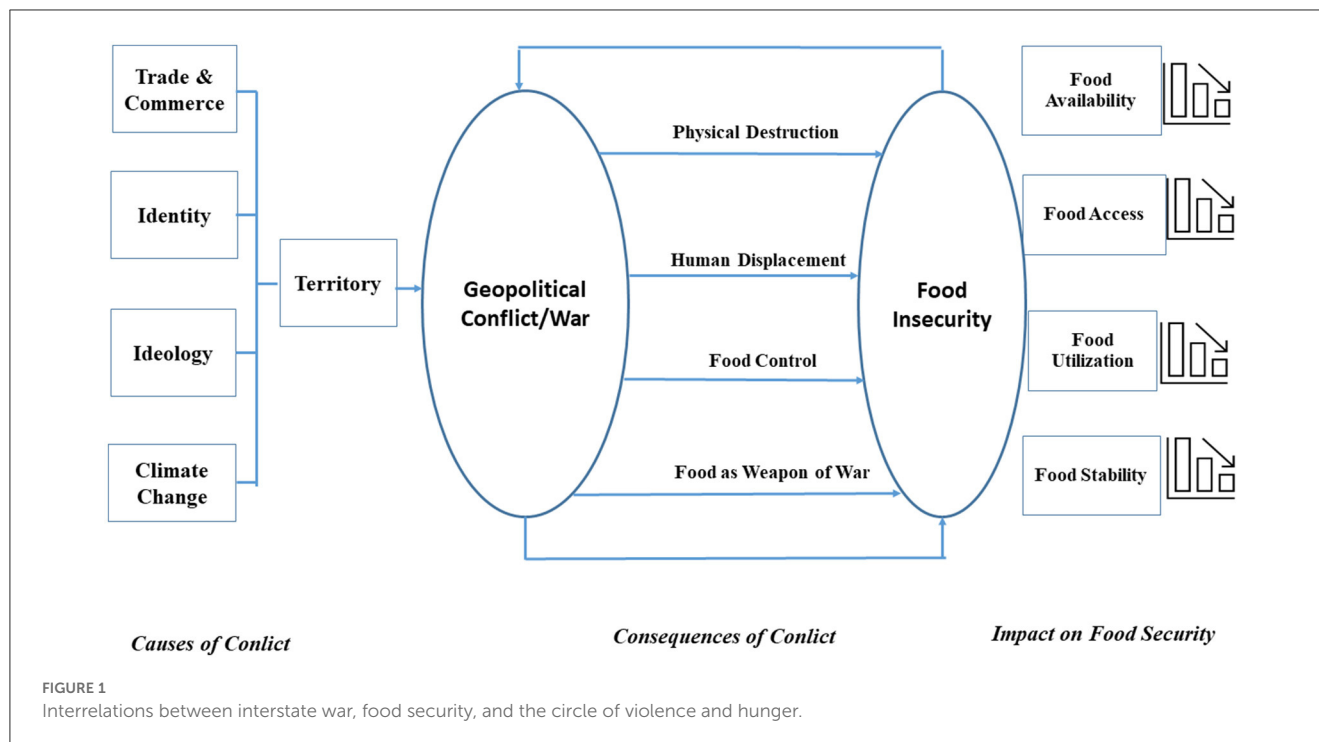 Trade &
Commerce
Identity
Ideology
Climate
Change
Territory
Geopolitical
Conflict/War
Physical Destruction
Human Displacement
Food Control
Food as Weapon of War
Food
Insecurity
Food
Availability
Food Access
Food
Utilization
Food Stability
Causes of Conlict
Consequences of Conlict
Impact on Food Security
FIGURE 1
Interrelations between interstate war, food security, and the circle of violence and hunger.